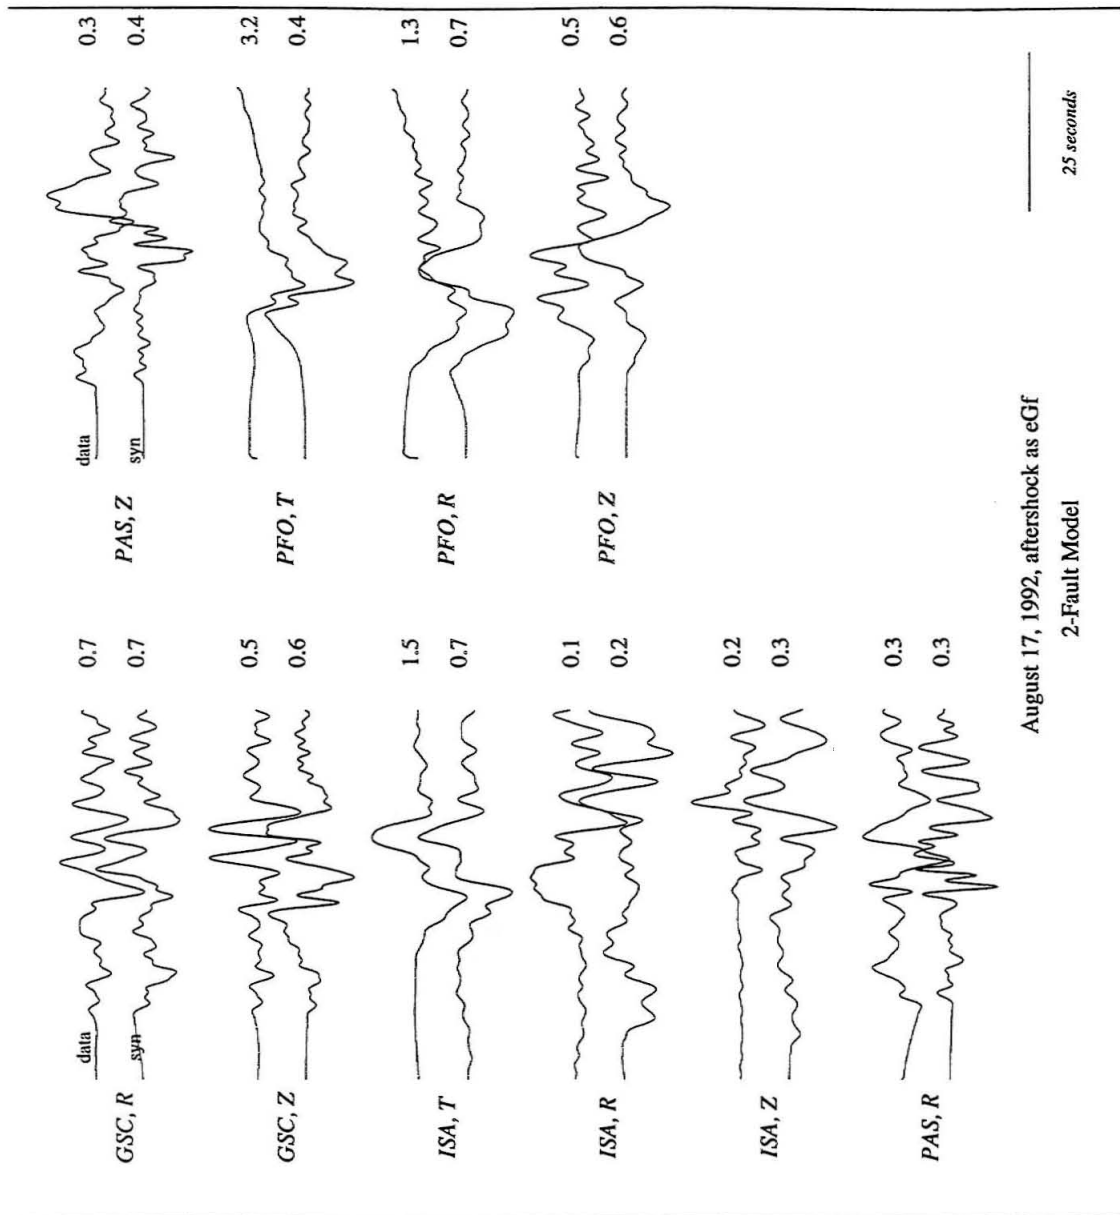 data
0.7
GSC, R
syn
0.7
0.5
GSC, Z
0.6
1.5
ISA, T
0.7
0.1
ISA, R
0.2
0.2
ISA, Z
0.3
0.3
PAS, R
0.3
data
0.3
PAS, Z
syn
0.4
3.2
PFO, T
0.4
1.3
PFO, R
0.7
0.5
PFO, Z
0.6
25 seconds
August 17, 1992, aftershock as eGf
2-Fault Model